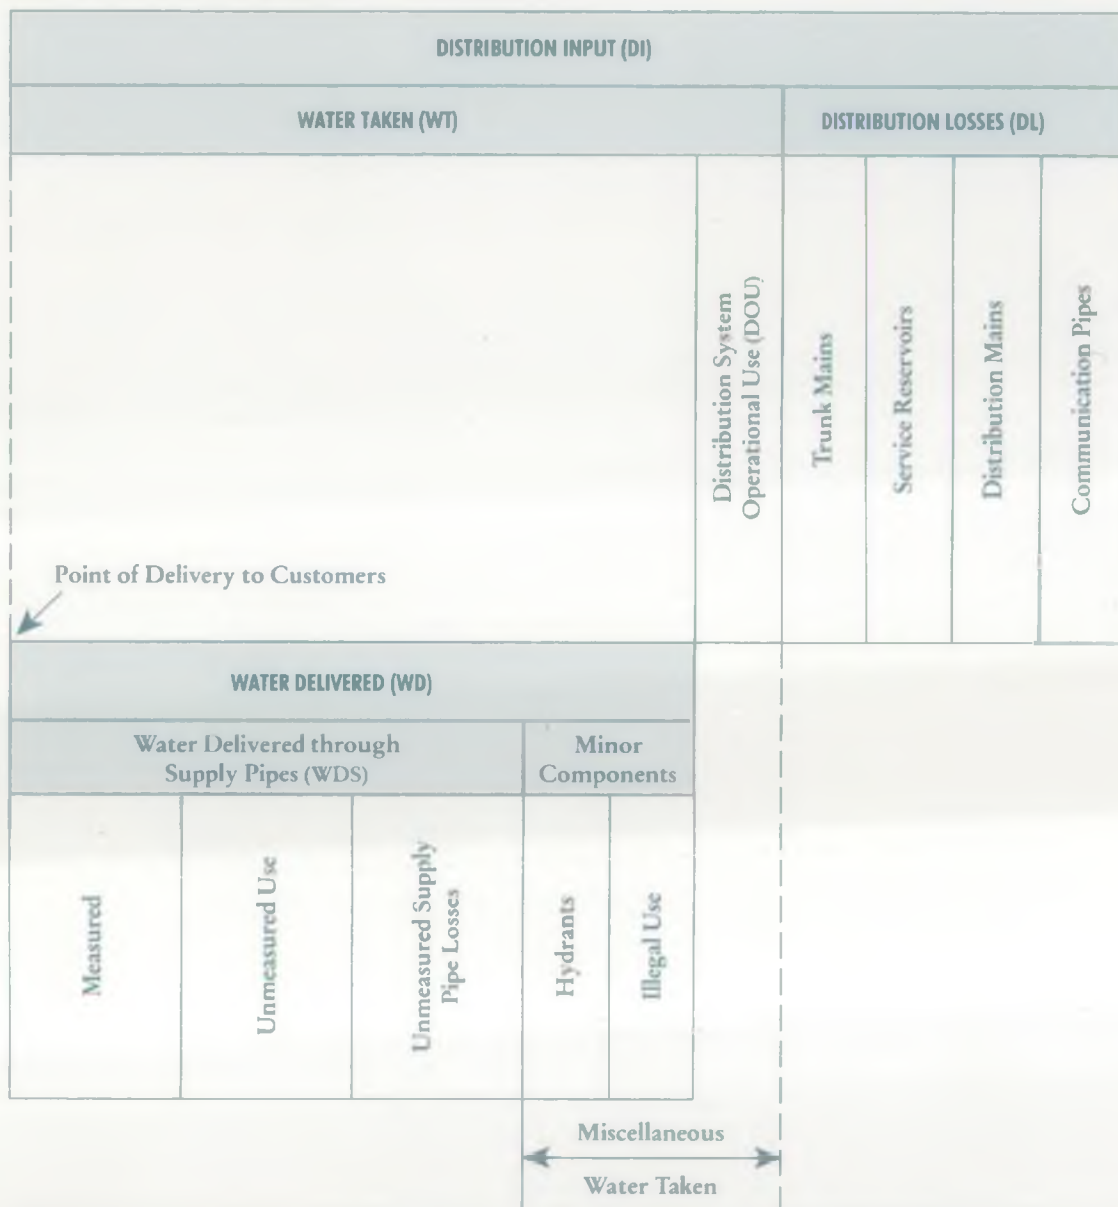 DISTRIBUTION INPUT (DI)
WATER TAKEN (WT)
DISTRIBUTION LOSSES (DL)
Distribution System
Operational Use (DOU)
Trunk Mains
Service Reservoirs
Distribution Mains
Communication Pipes
Point of Delivery to Customers
WATER DELIVERED (WD)
Water Delivered through
Supply Pipes (WDS)
Minor
Components
Measured
Unmeasured Use
Unmeasured Supply
Pipe Losses
Hydrants
Illegal Use
Miscellaneous
Water Taken